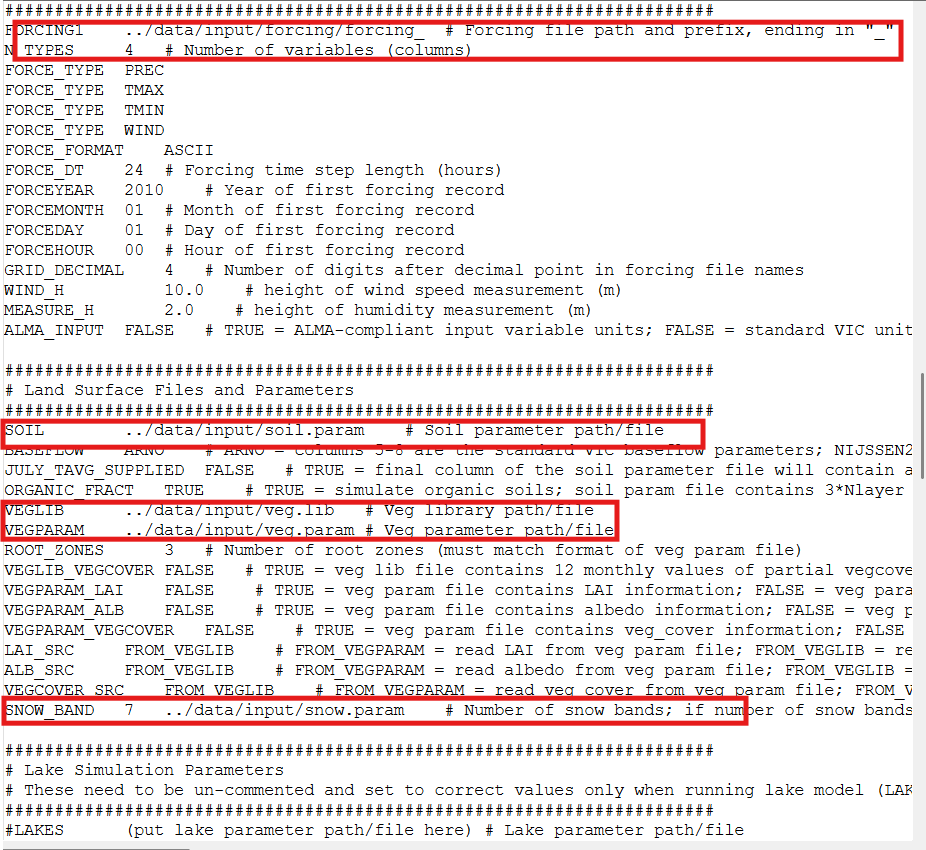 #######################################################################
FORCING1 ../data/input/forcing/forcing_ # Forcing file path and prefix, ending in "_"
N_TYPES 4 # Number of variables (columns)
FORCE_TYPE PREC
FORCE_TYPE TMAX
FORCE_TYPE TMIN
FORCE_TYPE WIND
FORCE_FORMAT ASCII
FORCE_DT 24 # Forcing time step length (hours)
FORCEYEAR 2010 # Year of first forcing record
FORCEMONTH 01 # Month of first forcing record
FORCEDAY 01 # Day of first forcing record
FORCEHOUR 00 # Hour of first forcing record
GRID_DECIMAL 4 # Number of digits after decimal point in forcing file names
WIND_H 10.0 # height of wind speed measurement (m)
MEASURE_H 2.0 # height of humidity measurement (m)
ALMA_INPUT FALSE # TRUE = ALMA-compliant input variable units; FALSE = standard VIC unit
#######################################################################
# Land Surface Files and Parameters
#######################################################################
SOIL ../data/input/soil.param # Soil parameter path/file
BASEFLOW ARNO # ARNO = columns 5-8 are the standard VIC baseflow parameters; NIJSSEN2
JULY_TAVG_SUPPLIED FALSE # TRUE = final column of the soil parameter file will contain a
ORGANIC_FRACT TRUE # TRUE = simulate organic soils; soil param file contains 3*Nlayer
VEGLIB ../data/input/veg.lib # Veg library path/file
VEGPARAM ../data/input/veg.param # Veg parameter path/file
ROOT_ZONES 3 # Number of root zones (must match format of veg param file)
VEGLIB_VEGCOVER FALSE # TRUE = veg lib file contains 12 monthly values of partial vegcove
VEGPARAM_LAI FALSE # TRUE = veg param file contains LAI information; FALSE = veg para
VEGPARAM_ALB FALSE # TRUE = veg param file contains albedo information; FALSE = veg p
VEGPARAM_VEGCOVER FALSE # TRUE = veg param file contains veg_cover information; FALSE
LAI_SRC FROM_VEGLIB # FROM_VEGPARAM = read LAI from veg param file; FROM_VEGLIB = re
ALB_SRC FROM_VEGLIB # FROM_VEGPARAM = read albedo from veg param file; FROM_VEGLIB =
VEGCOVER_SRC FROM_VEGLIB # FROM_VEGPARAM = read veg_cover from veg param file; FROM_V
SNOW_BAND 7 ../data/input/snow.param # Number of snow bands; if number of snow bands
#######################################################################
# Lake Simulation Parameters
# These need to be un-commented and set to correct values only when running lake model (LAK
#######################################################################
#LAKES (put lake parameter path/file here) # Lake parameter path/file